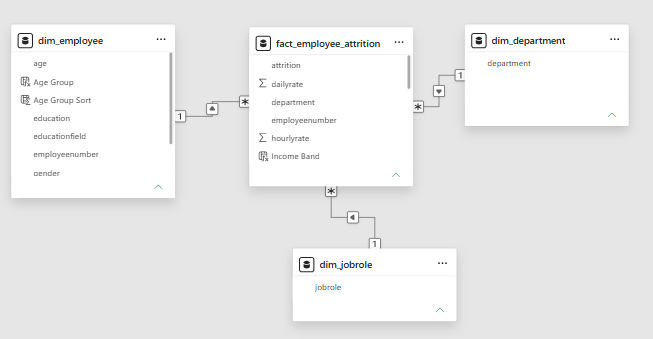 dim_employee
age
Age Group
Age Group Sort
education
educationfield
employeenumber
gender
1
*
fact_employee_attrition
attrition
dailyrate
department
employeenumber
hourlyrate
Income Band
*
1
dim_department
department
*
1
dim_jobrole
jobrole